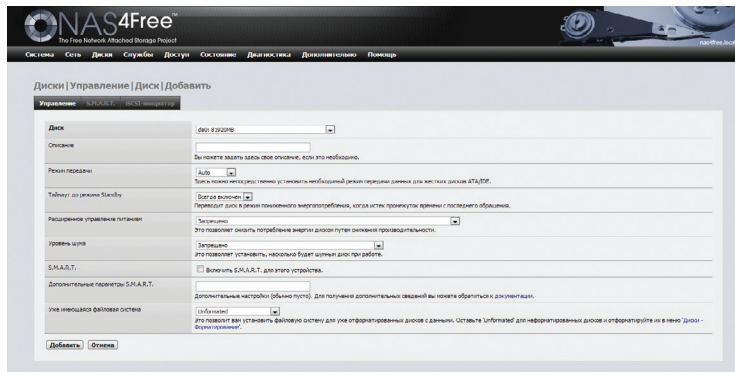 NAS4Free™
The Free Network Attached Storage Project
nas4free.local
Система Сеть Диски Службы Доступ Состояние Диагностика Дополнительно Помощь
Диски|Управление|Диск|Добавить
Управление S.M.A.R.T. iSCSI-инициатор
Диск
da0: 81920MB
Описание
Вы можете задать здесь свое описание, если это необходимо.
Режим передачи
Auto
Здесь можно непосредственно установить необходимый режим передачи данных для жестких дисков ATA/IDE.
Таймаут до режима Standby
Всегда включен
Переводит диск в режим пониженного энергопотребления, когда истек промежуток времени с последнего обращения.
Расширенное управление питанием
Запрещено
Это позволяет снизить потребление энергии диском путем снижения производительности.
Уровень шума
Запрещено
Это позволяет установить, насколько будет шумным диск при работе.
S.M.A.R.T.
Включить S.M.A.R.T. для этого устройства.
Дополнительные параметры S.M.A.R.T.
Дополнительные настройки (обычно пусто). Для получения дополнительных сведений вы можете обратиться к документации.
Уже имеющаяся файловая система
Unformated
Это позволит вам установить файловую систему для уже отформатированных дисков с данными. Оставьте 'Unformated' для неформатированных дисков и отформатируйте их в меню 'Диски -
Форматирование'.
Добавить Отмена